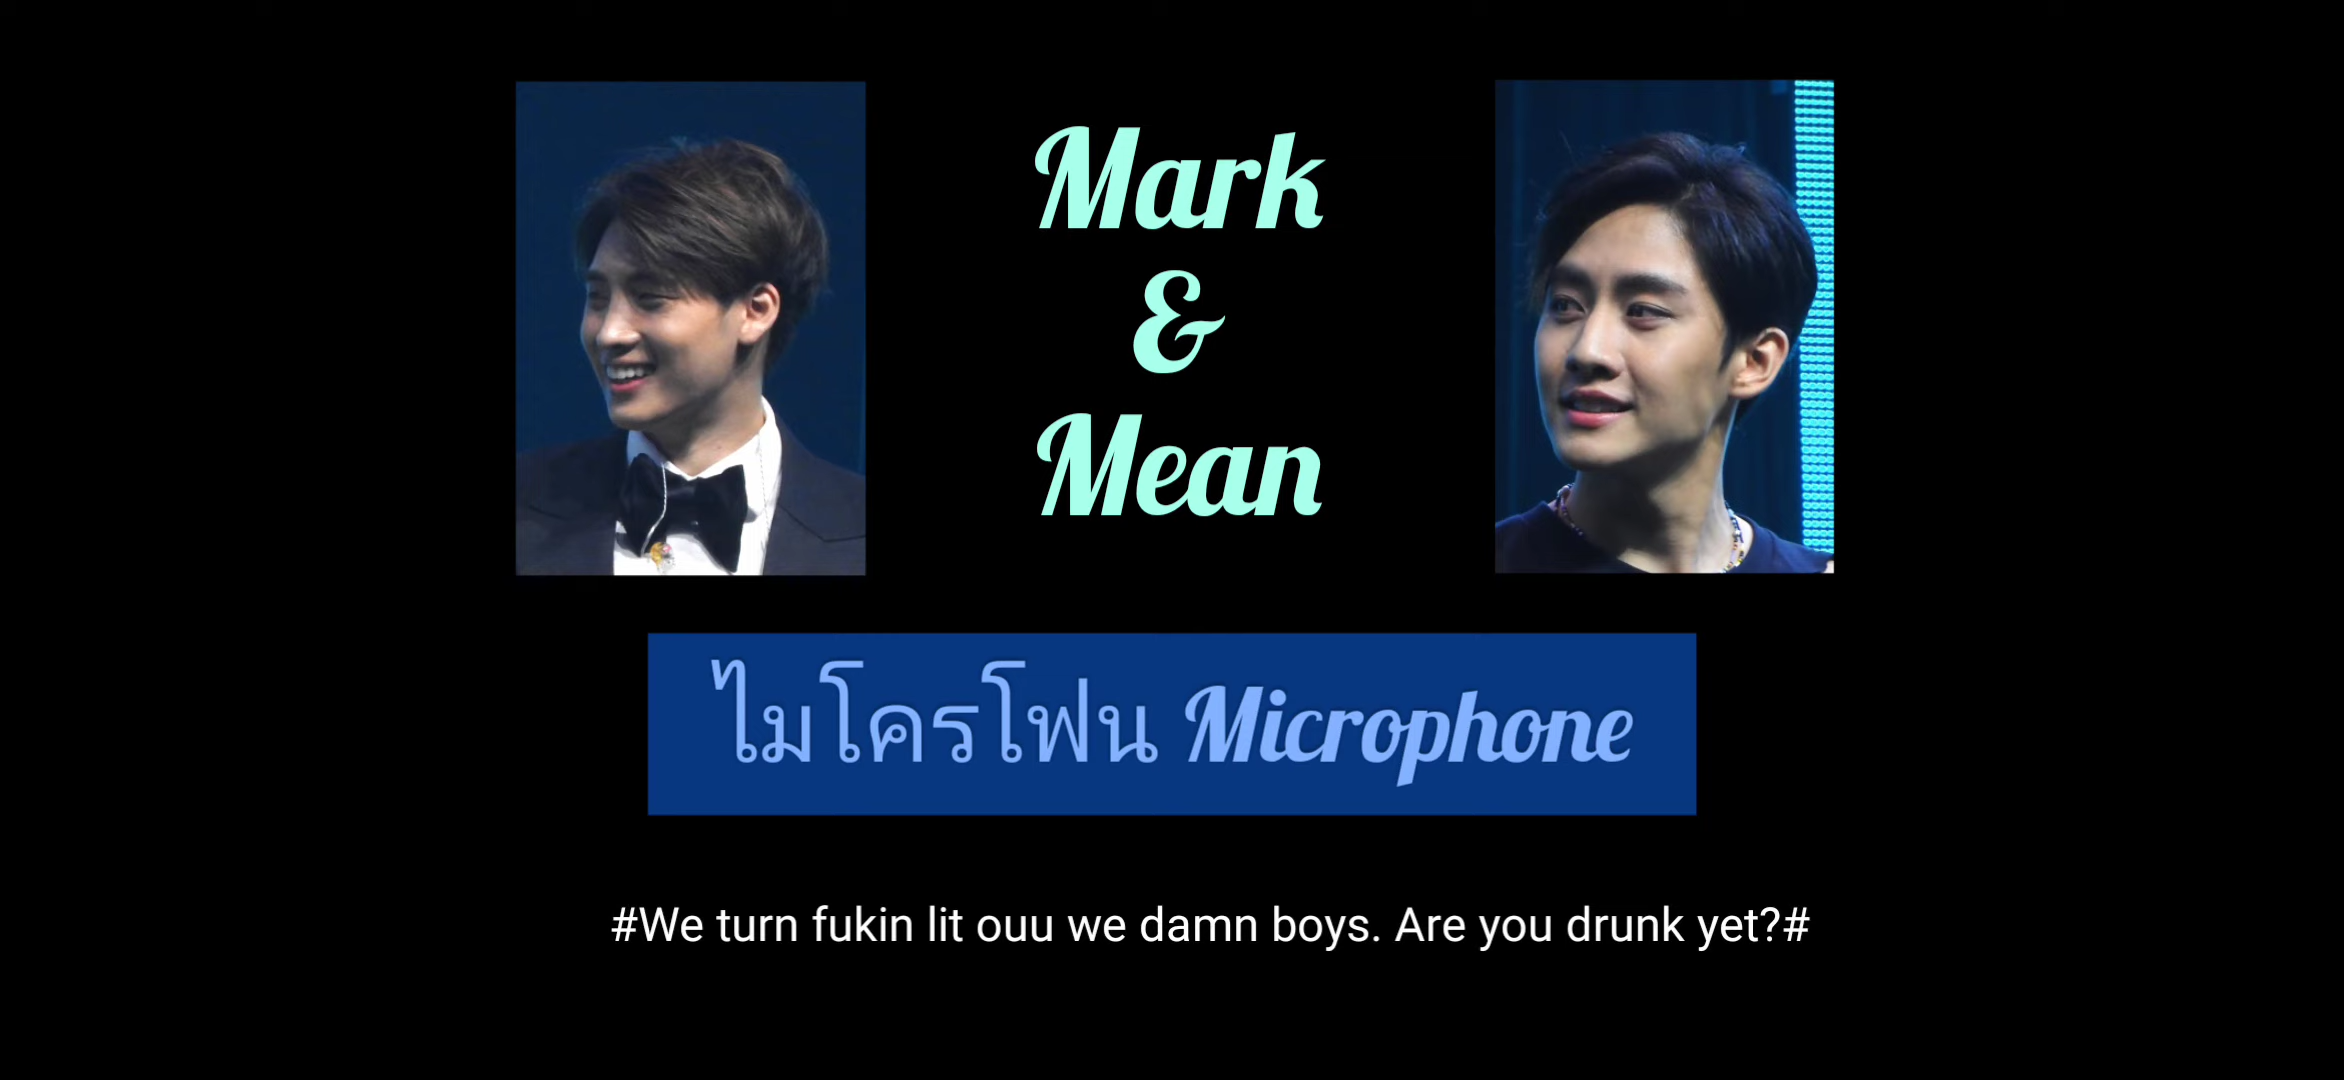 Mark
&
Mean
ไมโครโฟน Microphone
#We turn fukin lit ouu we damn boys. Are you drunk yet?#